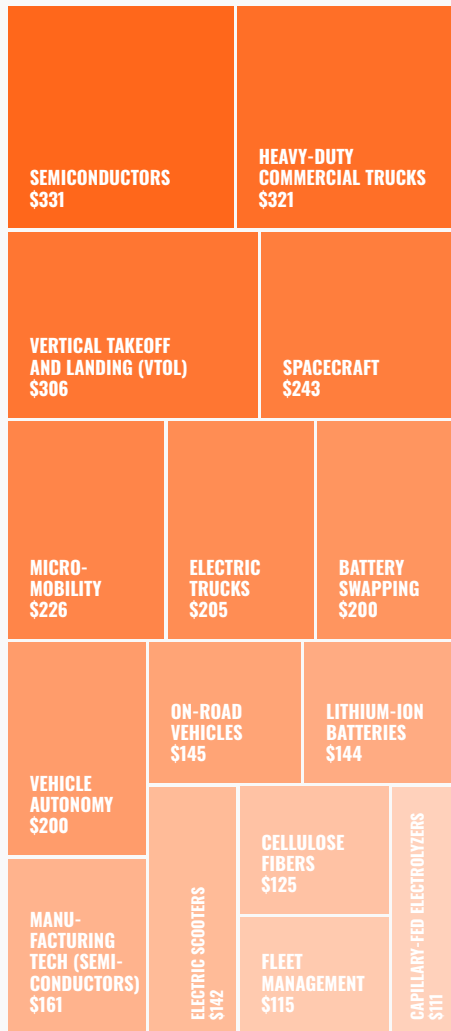 SEMICONDUCTORS
$331
HEAVY-DUTY
COMMERCIAL TRUCKS
$321
VERTICAL TAKEOFF
AND LANDING (VTOL)
$306
SPACECRAFT
$243
MICRO-
MOBILITY
$226
ELECTRIC
TRUCKS
$205
BATTERY
SWAPPING
$200
VEHICLE
AUTONOMY
$200
ON-ROAD
VEHICLES
$145
LITHIUM-ION
BATTERIES
$144
MANU-
FACTURING
TECH (SEMI-
CONDUCTORS)
$161
ELECTRIC SCOOTERS
$142
CELLULOSE
FIBERS
$125
FLEET
MANAGEMENT
$115
CAPILLARY-FED ELECTROLYZERS
$111